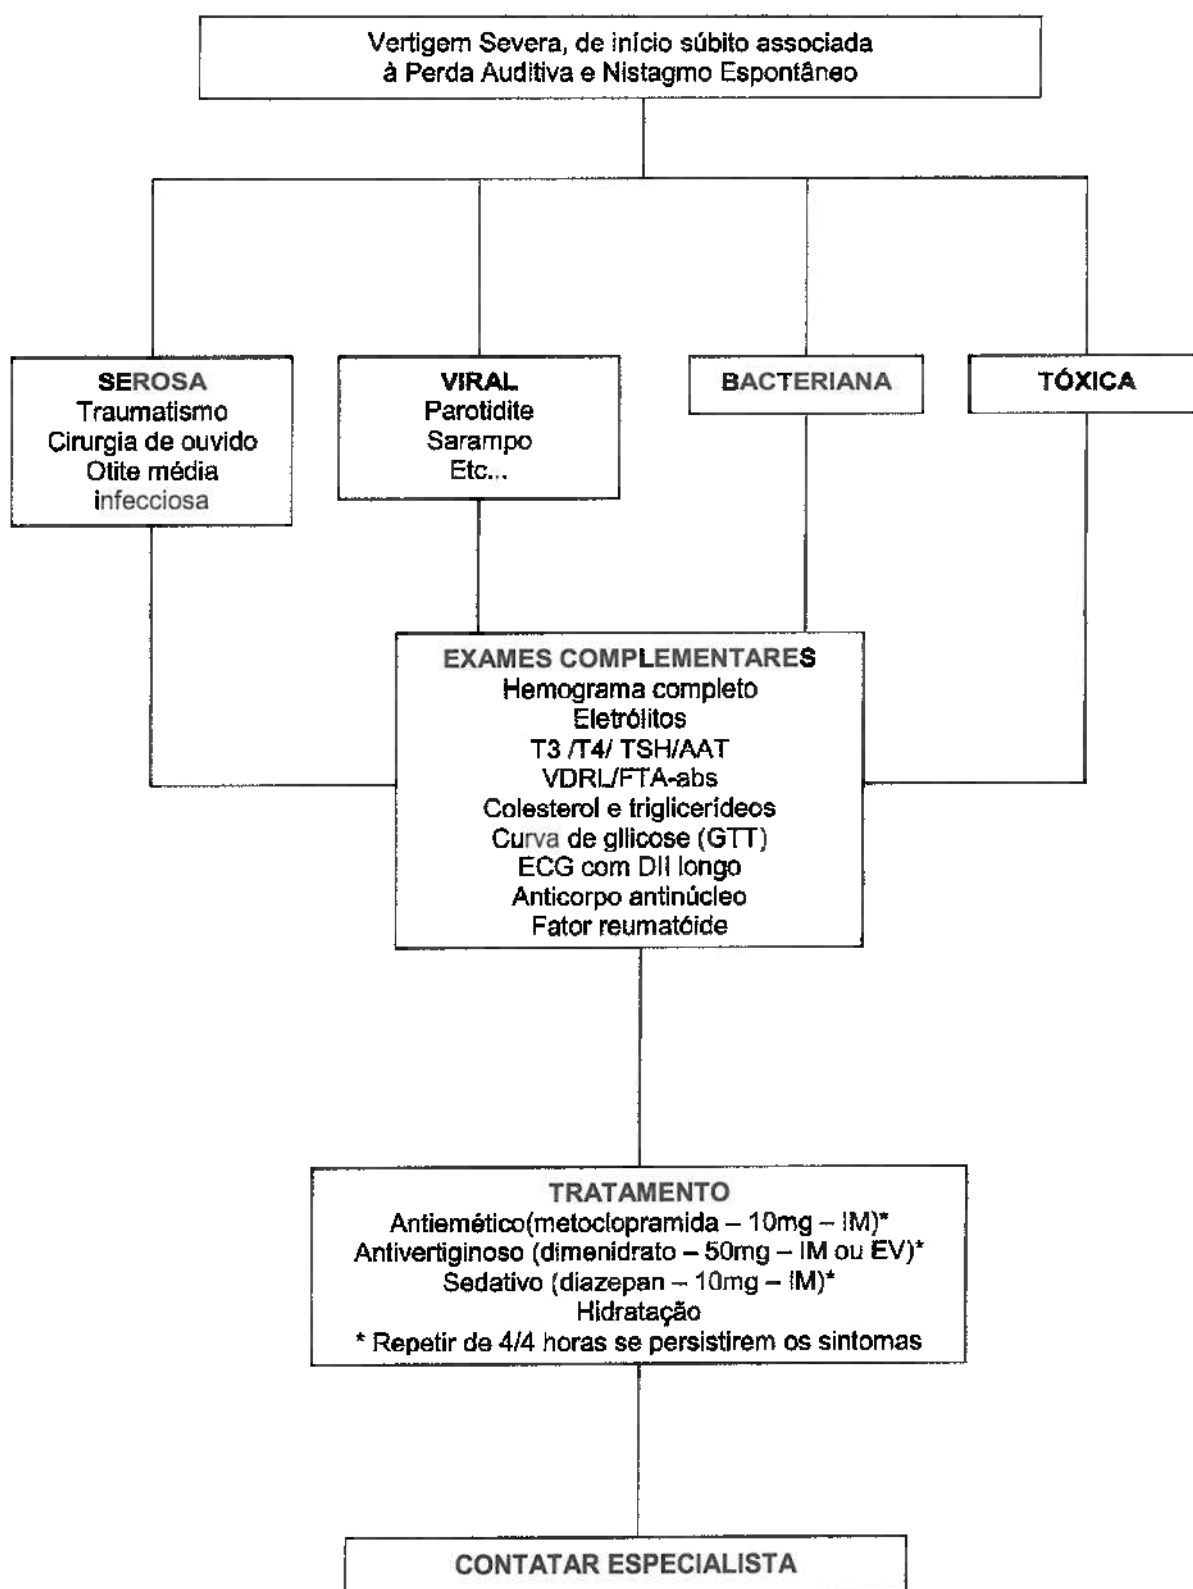 Vertigem Severa, de início súbito associada
à Perda Auditiva e Nistagmo Espontâneo
SEROSA
Traumatismo
Cirurgia de ouvido
Otite média
infecciosa
VIRAL
Parotidite
Sarampo
Etc...
BACTERIANA
TÓXICA
EXAMES COMPLEMENTARES
Hemograma completo
Eletrólitos
T3 /T4/ TSH/AAT
VDRL/FTA-abs
Colesterol e triglicerídeos
Curva de gllicose (GTT)
ECG com DII longo
Anticorpo antinúcleo
Fator reumatóide
TRATAMENTO
Antiemético(metoclopramida – 10mg – IM)*
Antivertiginoso (dimenidrato – 50mg – IM ou EV)*
Sedativo (diazepan – 10mg – IM)*
Hidratação
* Repetir de 4/4 horas se persistirem os sintomas
CONTATAR ESPECIALISTA